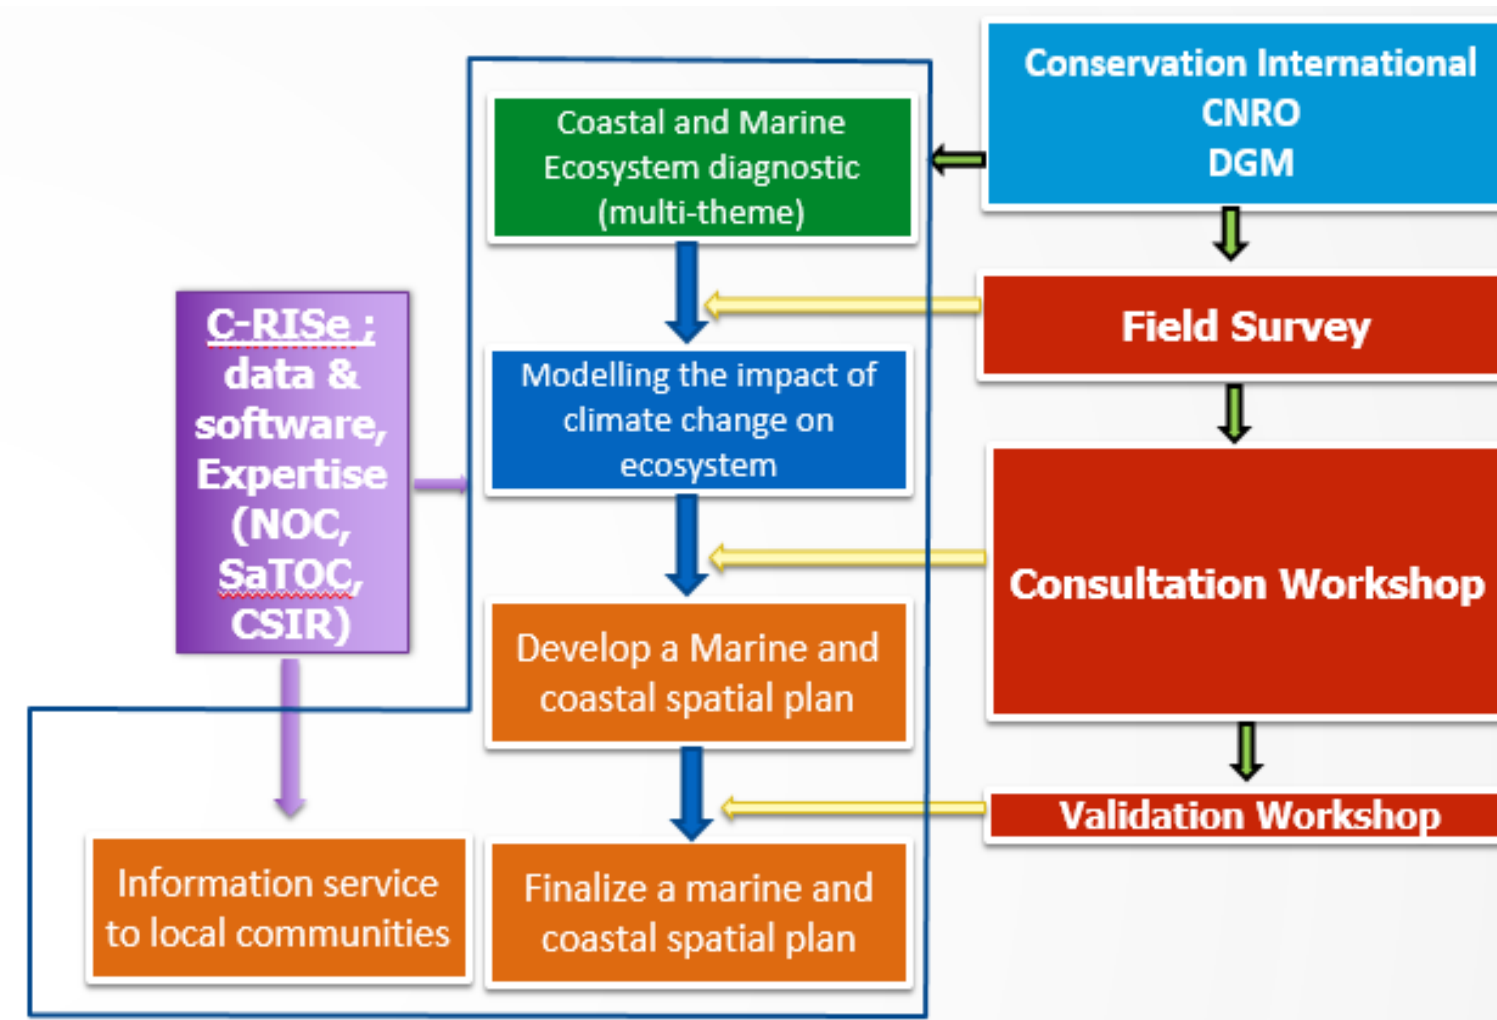 Conservation International
CNRO
DGM
Coastal and Marine
Ecosystem diagnostic
(multi-theme)
Field Survey
C-RISe ;
data &
software,
Expertise
(NOC,
SaTOC,
CSIR)
Modelling the impact of
climate change on
ecosystem
Consultation Workshop
Develop a Marine and
coastal spatial plan
Validation Workshop
Information service
to local communities
Finalize a marine and
coastal spatial plan